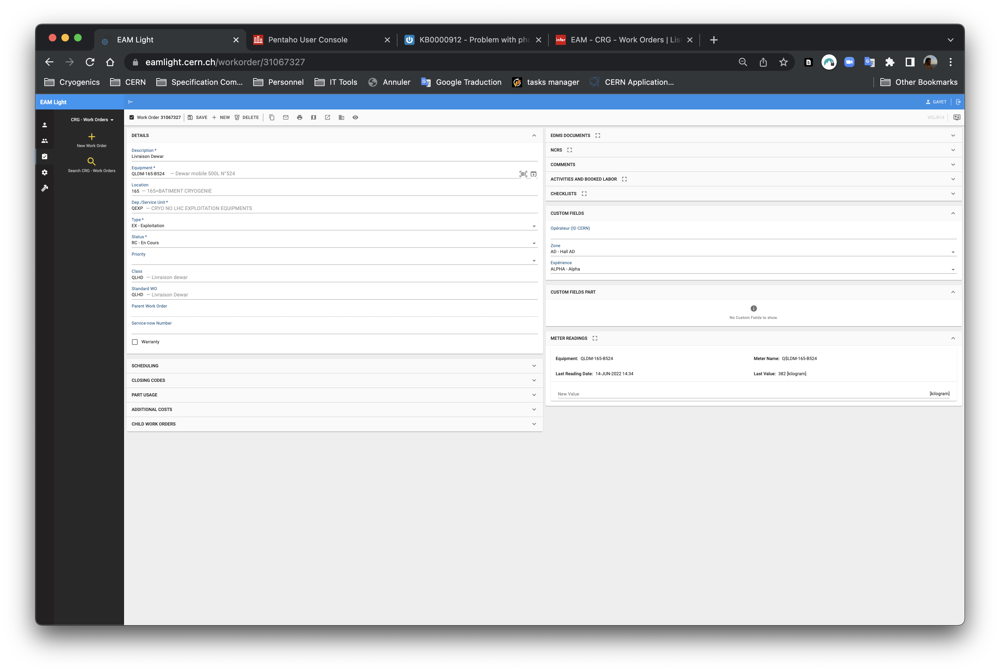 EAM Light
Pentaho User Console
KB0000912 - Problem with pho
infor
EAM - CRG - Work Orders | Lis
eamlight.cern.ch/workorder/31067327
Cryogenics
CERN
Specification Com...
Personnel
IT Tools
Annuler
Google Traduction
tasks manager
CERN Application...
Other Bookmarks
EAM Light
GAYET
CRG - Work Orders
New Work Order
Search CRG - Work Orders
Work Order 31067327
SAVE
NEW
DELETE
WSJB14
DETAILS
Description *
Livraison Dewar
Equipment *
QLDM-165-B524 — Dewar mobile 500L N°524
Location
165 — 165=BATIMENT CRYOGENIE
Dep./Service Unit *
QEXP — CRYO NO LHC EXPLOITATION EQUIPMENTS
Type *
EX - Exploitation
Status *
RC - En Cours
Priority
Class
QLHD — Livraison dewar
Standard WO
QLHD — Livraison Dewar
Parent Work Order
Service-now Number
Warranty
SCHEDULING
CLOSING CODES
PART USAGE
ADDITIONAL COSTS
CHILD WORK ORDERS
EDMS DOCUMENTS
NCRS
COMMENTS
ACTIVITIES AND BOOKED LABOR
CHECKLISTS
CUSTOM FIELDS
Opérateur (ID CERN)
Zone
AD - Hall AD
Expérience
ALPHA - Alpha
CUSTOM FIELDS PART
No Custom Fields to show.
METER READINGS
Equipment: QLDM-165-B524
Meter Name: Q$LDM-165-B524
Last Reading Date: 14-JUN-2022 14:34
Last Value: 382 [kilogram]
New Value
[kilogram]